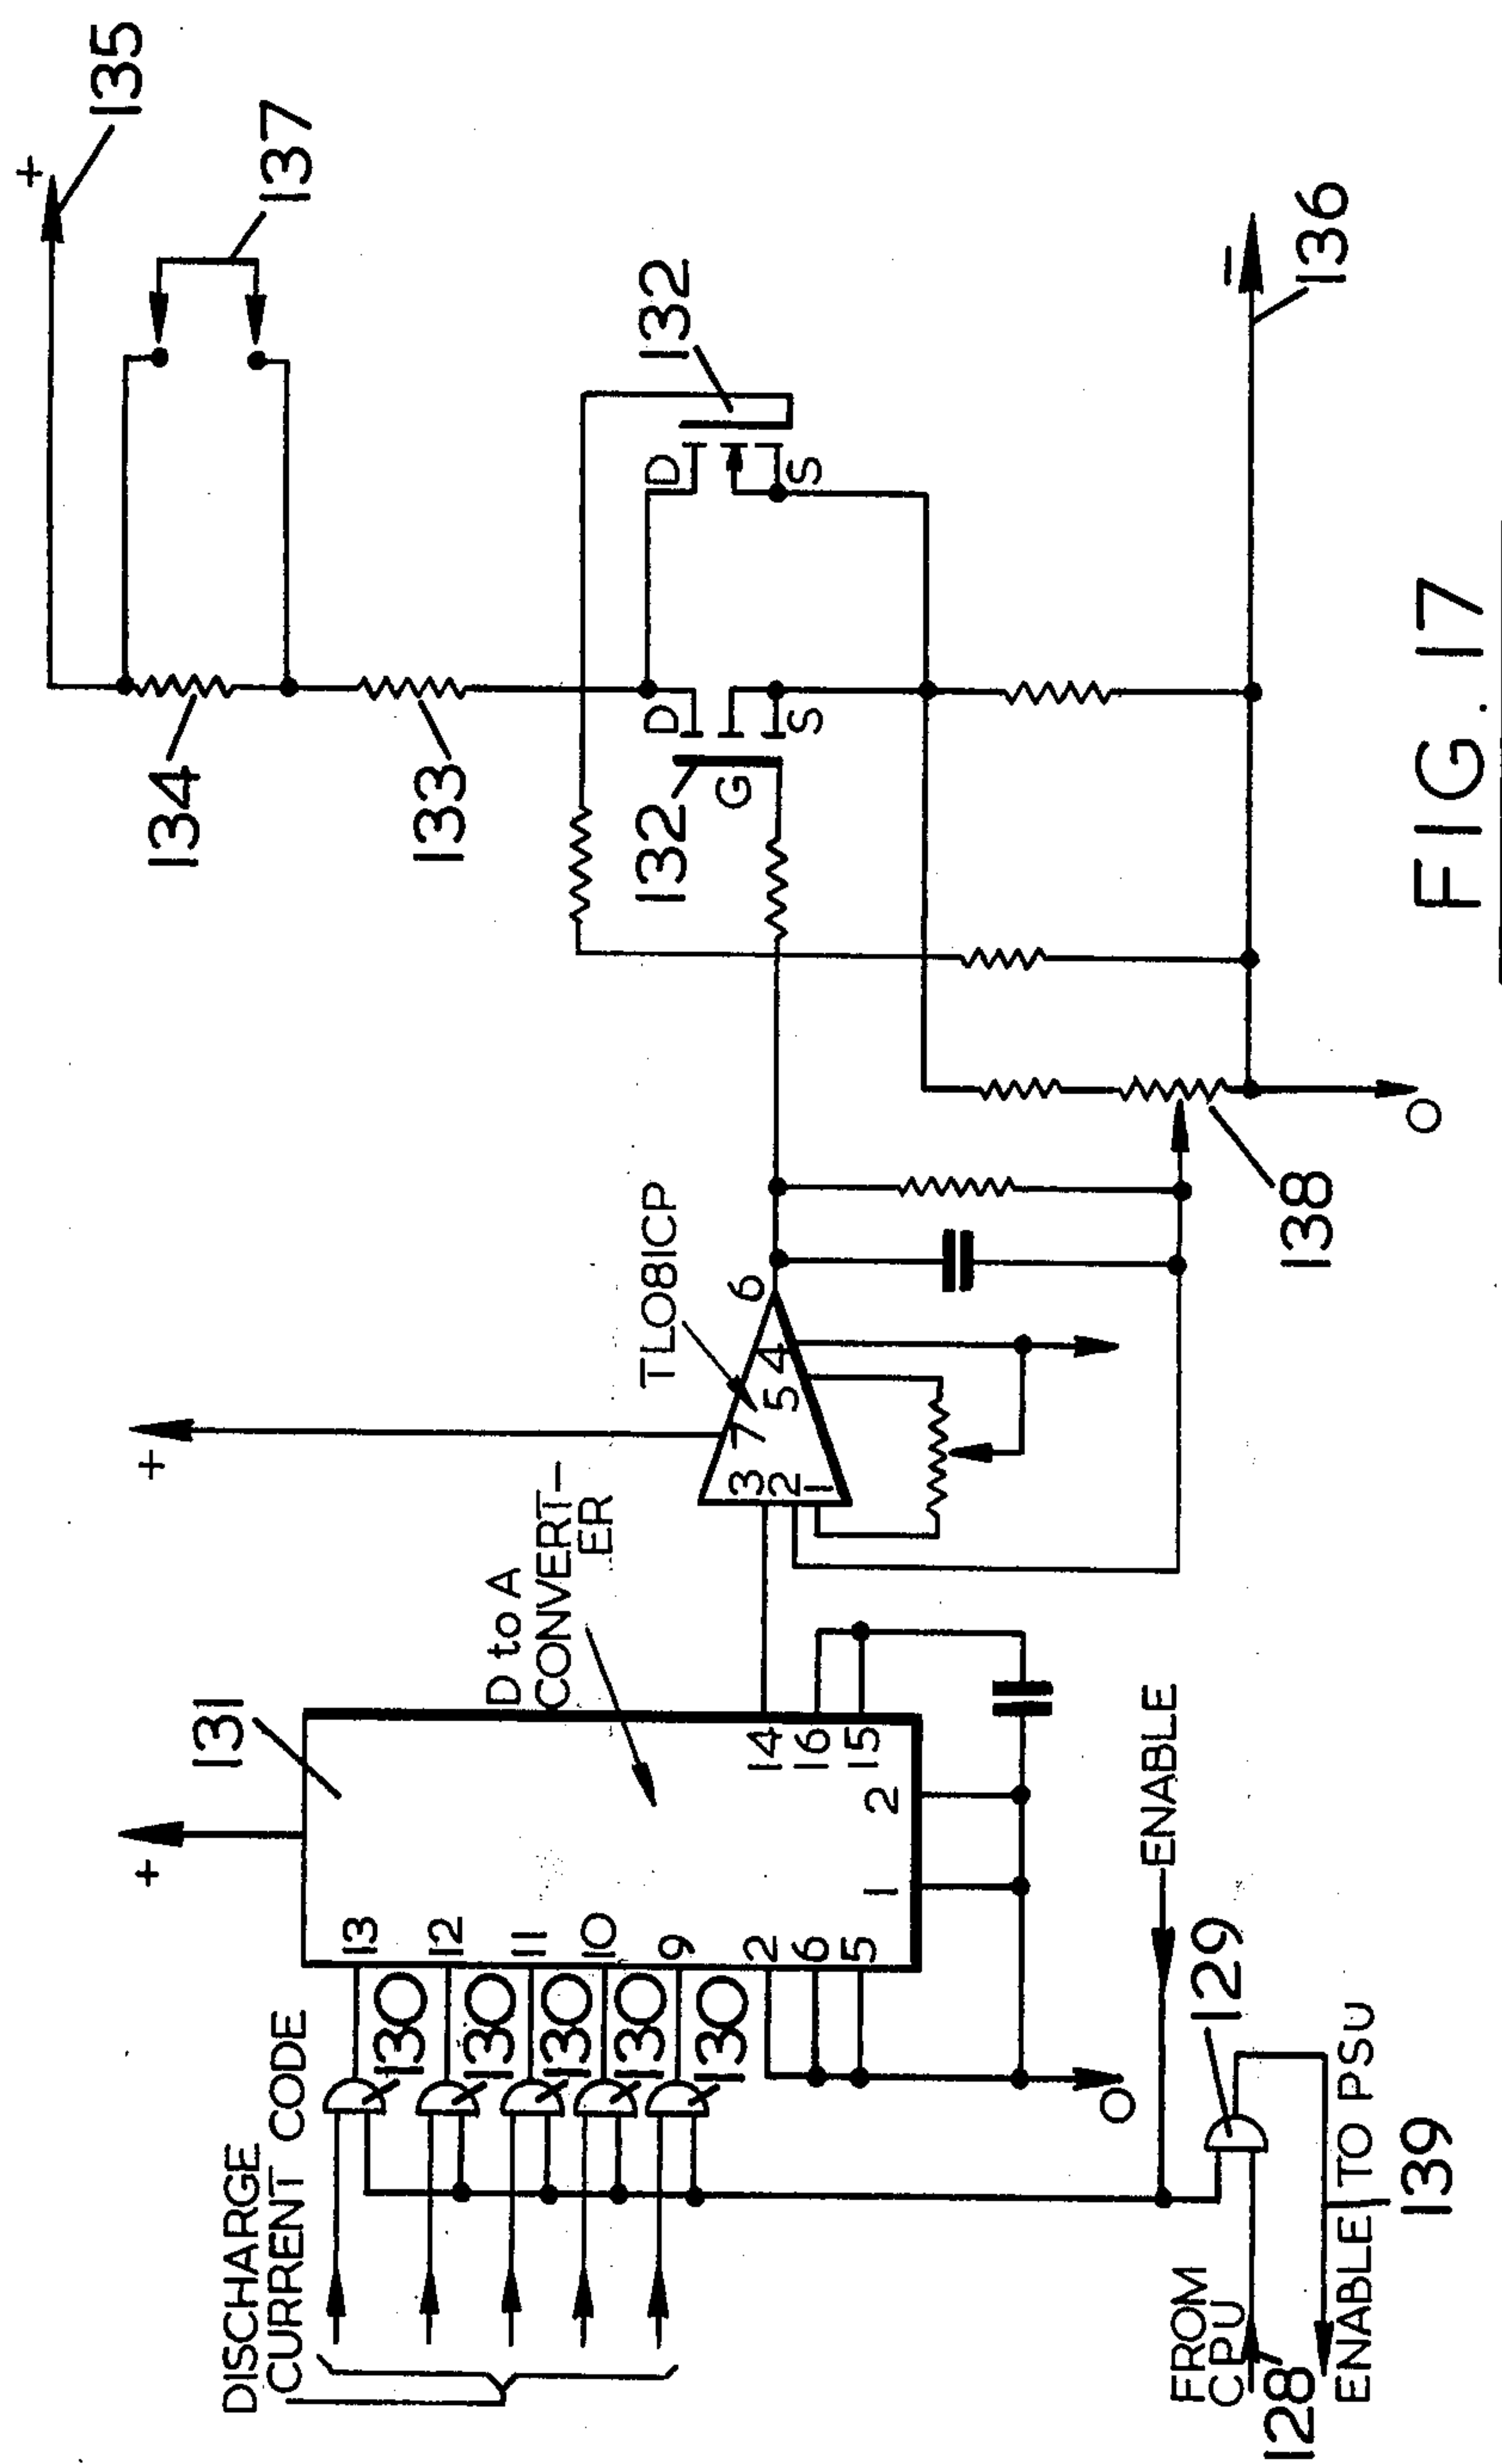 DISCHARGE
CURRENT CODE
130
130
130
130
130
131
+
13
12
11
10
9
2
6
5
1
2
14
16
15
D to A
CONVERT-
ER
O
ENABLE
129
FROM
CPU
128
ENABLE TO PSU
139
+
TLO81CP
3
2
1
7
5
4
6
138
O
132
G
D
S
132
D
S
133
134
137
+
135
-
136
FIG. 17